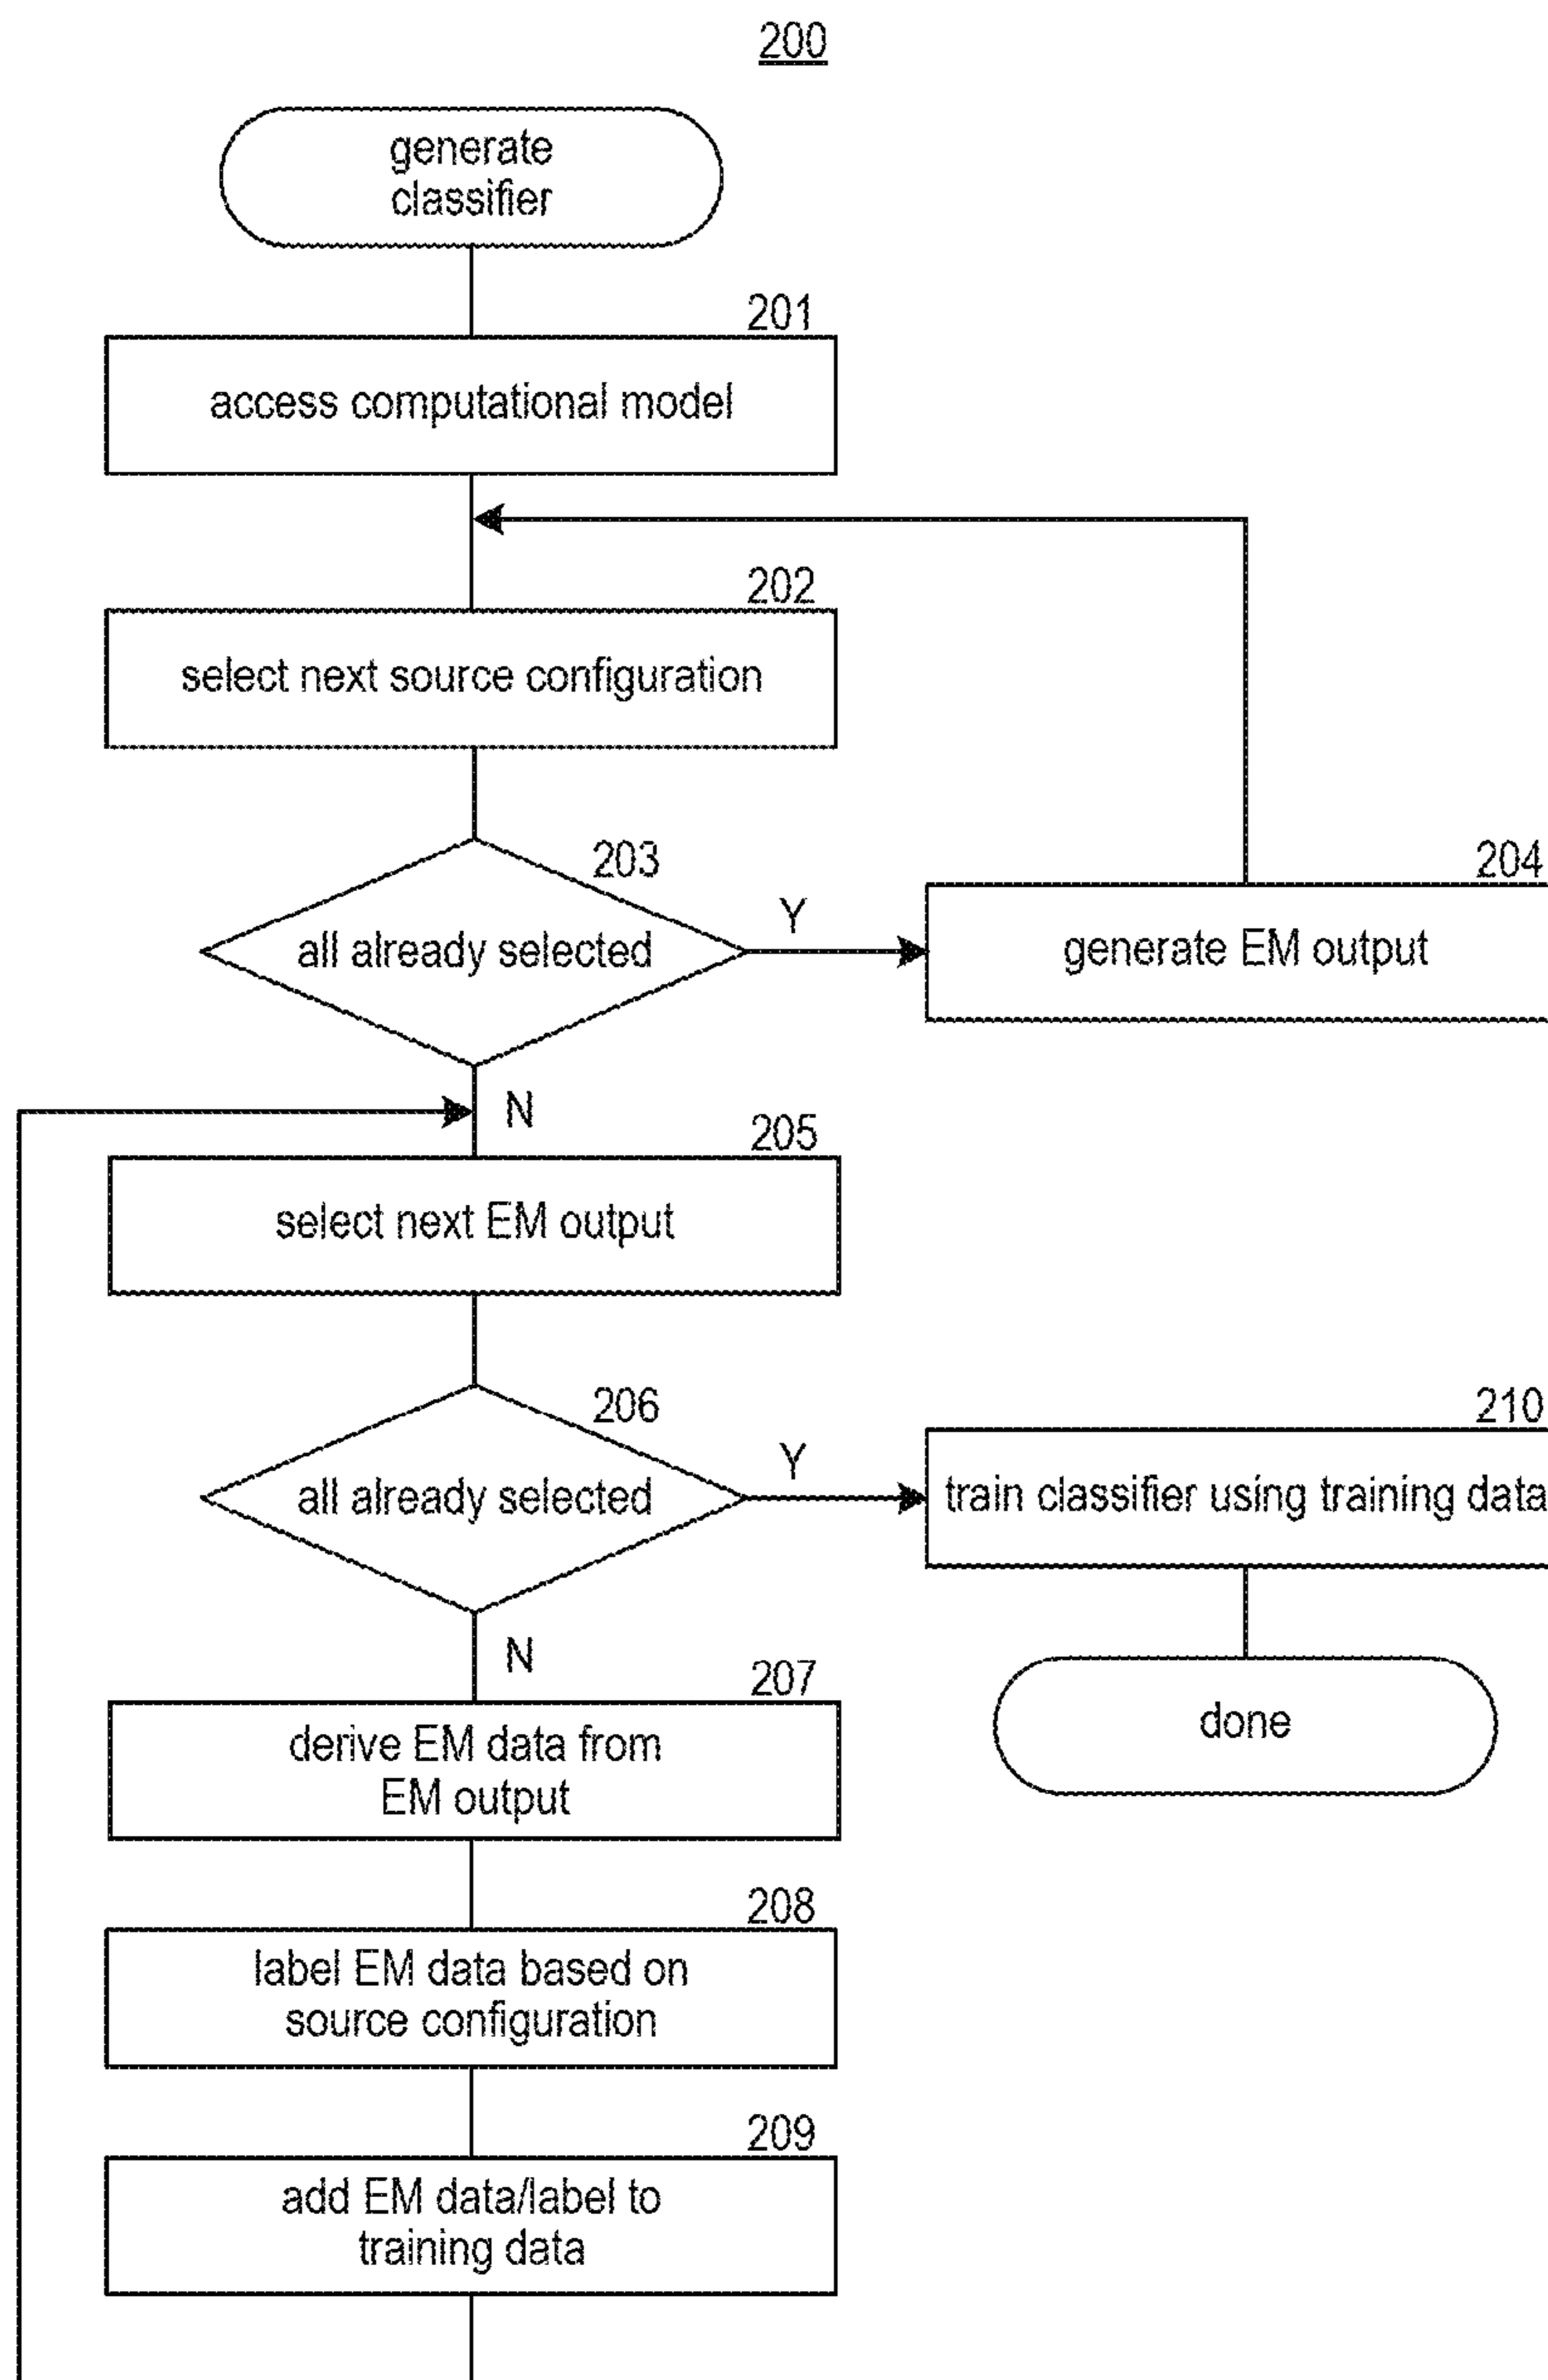 200
generate
classifier
201
access computational model
202
select next source configuration
203
all already selected
Y
204
generate EM output
N
205
select next EM output
206
all already selected
Y
210
train classifier using training data
N
207
derive EM data from
EM output
done
208
label EM data based on
source configuration
209
add EM data/label to
training data